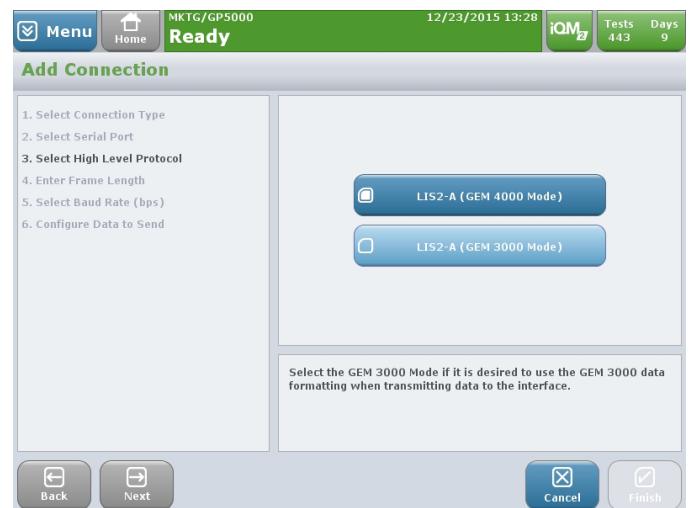 Menu
Home
MKTG/GP5000
12/23/2015 13:28
Ready
iQM2
Tests Days
443 9
Add Connection
1. Select Connection Type
2. Select Serial Port
3. Select High Level Protocol
4. Enter Frame Length
5. Select Baud Rate (bps)
6. Configure Data to Send
LIS2-A (GEM 4000 Mode)
LIS2-A (GEM 3000 Mode)
Select the GEM 3000 Mode if it is desired to use the GEM 3000 data
formatting when transmitting data to the interface.
Back
Next
Cancel
Finish